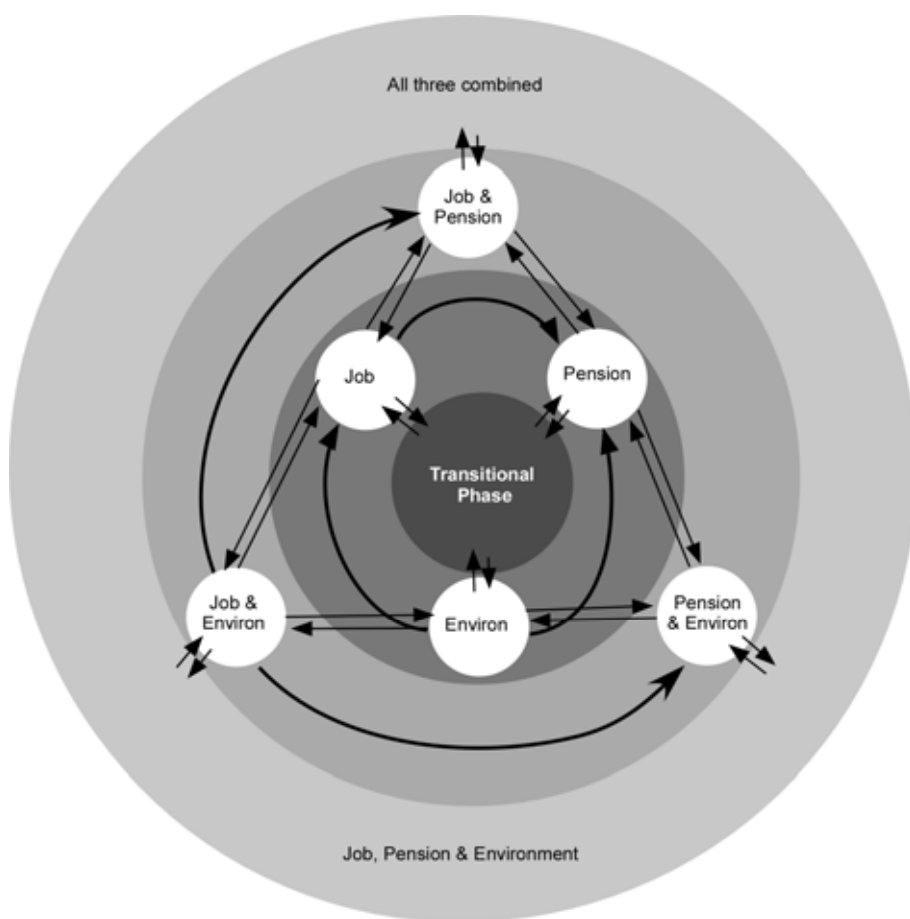 All three combined
Job &
Pension
Job
Pension
Transitional
Phase
Job &
Environ
Environ
Pension
& Environ
Job, Pension & Environment